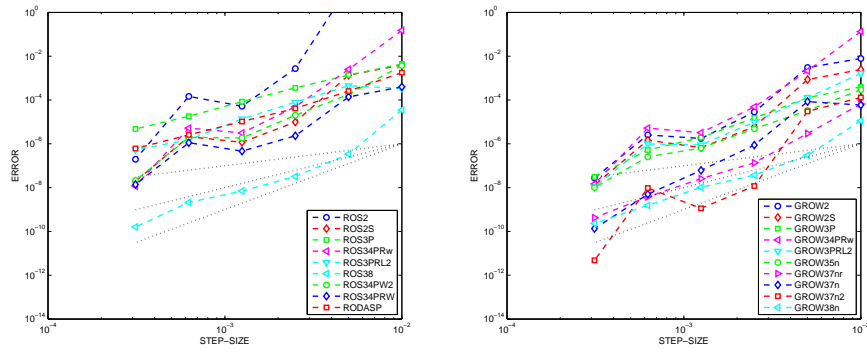 10^0
10^-2
10^-4
10^-6
10^-8
10^-10
10^-12
10^-14
ERROR
10^-4
10^-3
10^-2
STEP-SIZE
ROS2
ROS2S
ROS3P
ROS34PRw
ROS3PRL2
ROS38
ROS34PW2
ROS34PRW
RODASP
10^0
10^-2
10^-4
10^-6
10^-8
10^-10
10^-12
10^-14
ERROR
10^-4
10^-3
STEP-SIZE
GROW2
GROW2S
GROW3P
GROW34PRw
GROW3PRL2
GROW35n
GROW37nr
GROW37n
GROW37n2
GROW38n